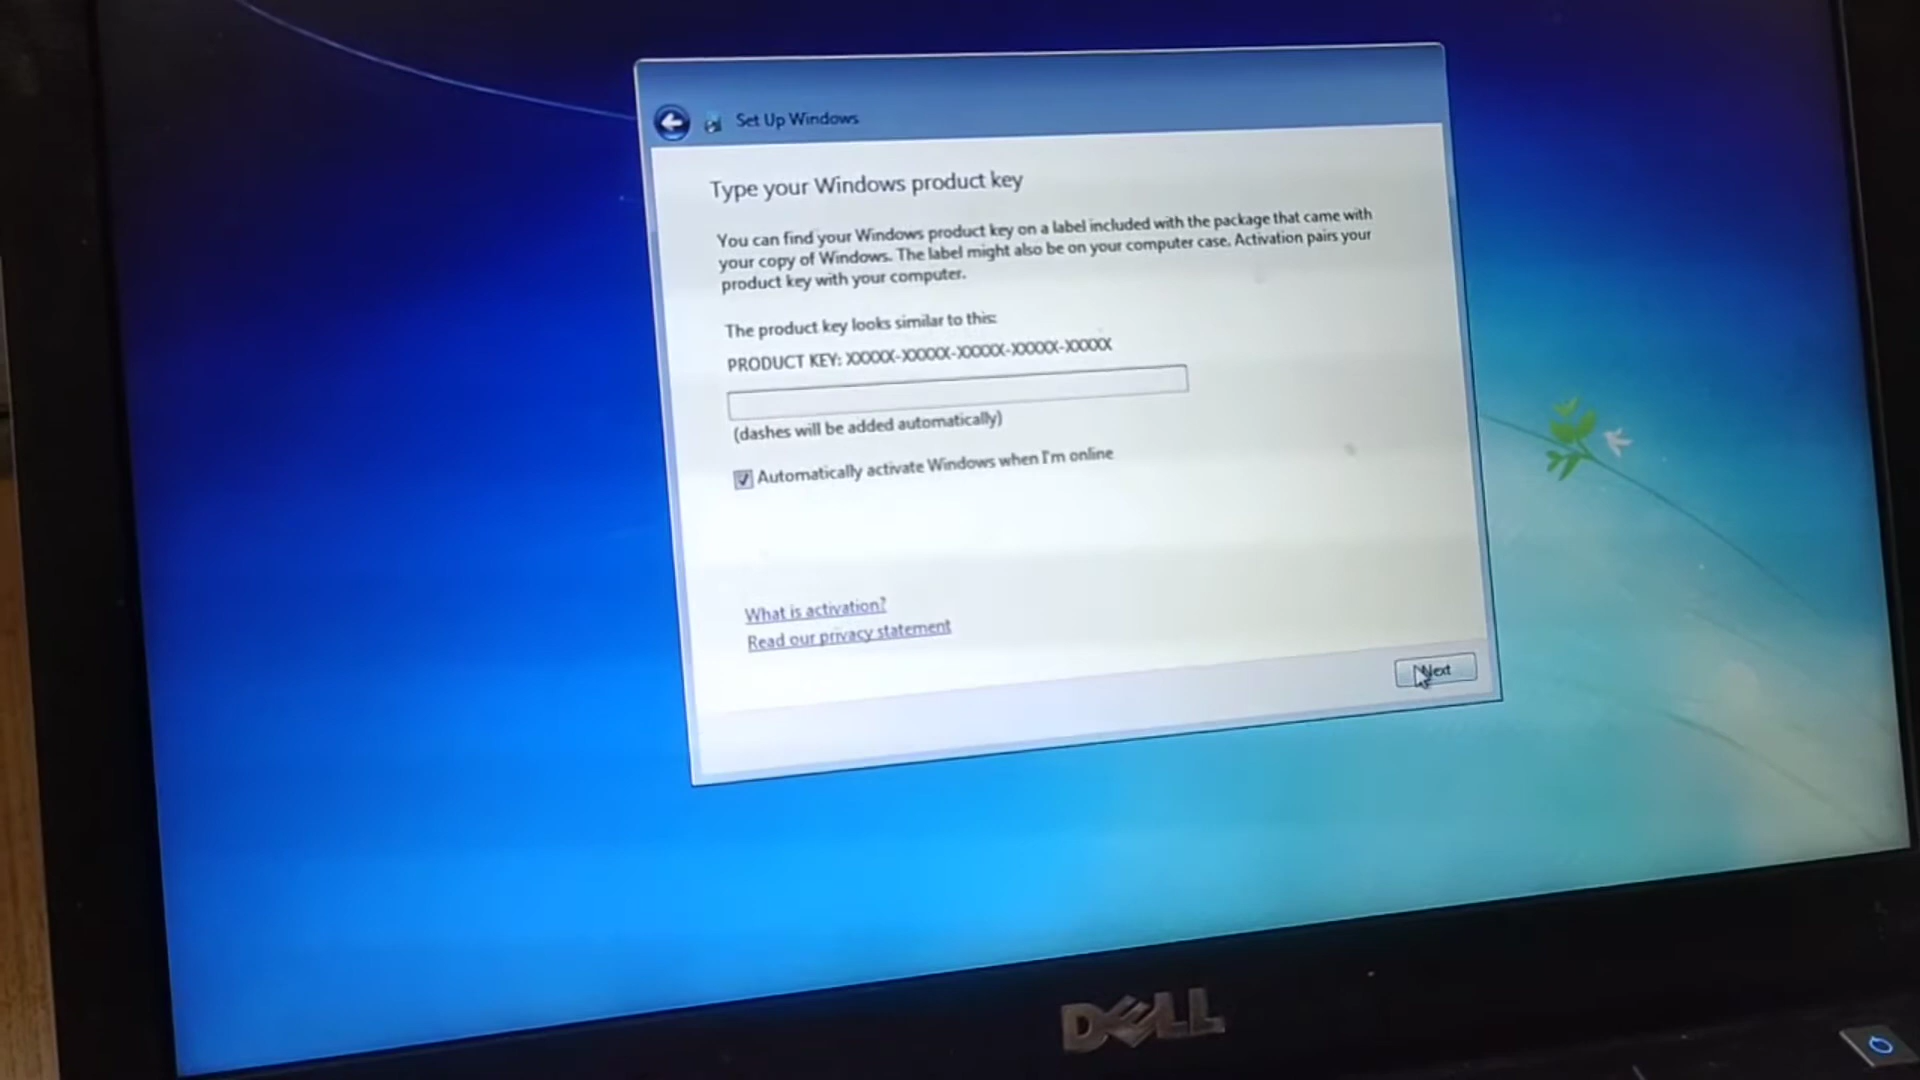 Set Up Windows
Type your Windows product key
You can find your Windows product key on a label included with the package that came with
your copy of Windows. The label might also be on your computer case. Activation pairs your
product key with your computer.
The product key looks similar to this:
PRODUCT KEY: XXXXX-XXXXX-XXXXX-XXXXX-XXXXX
(dashes will be added automatically)
Automatically activate Windows when I'm online
What is activation?
Read our privacy statement
Next
DELL